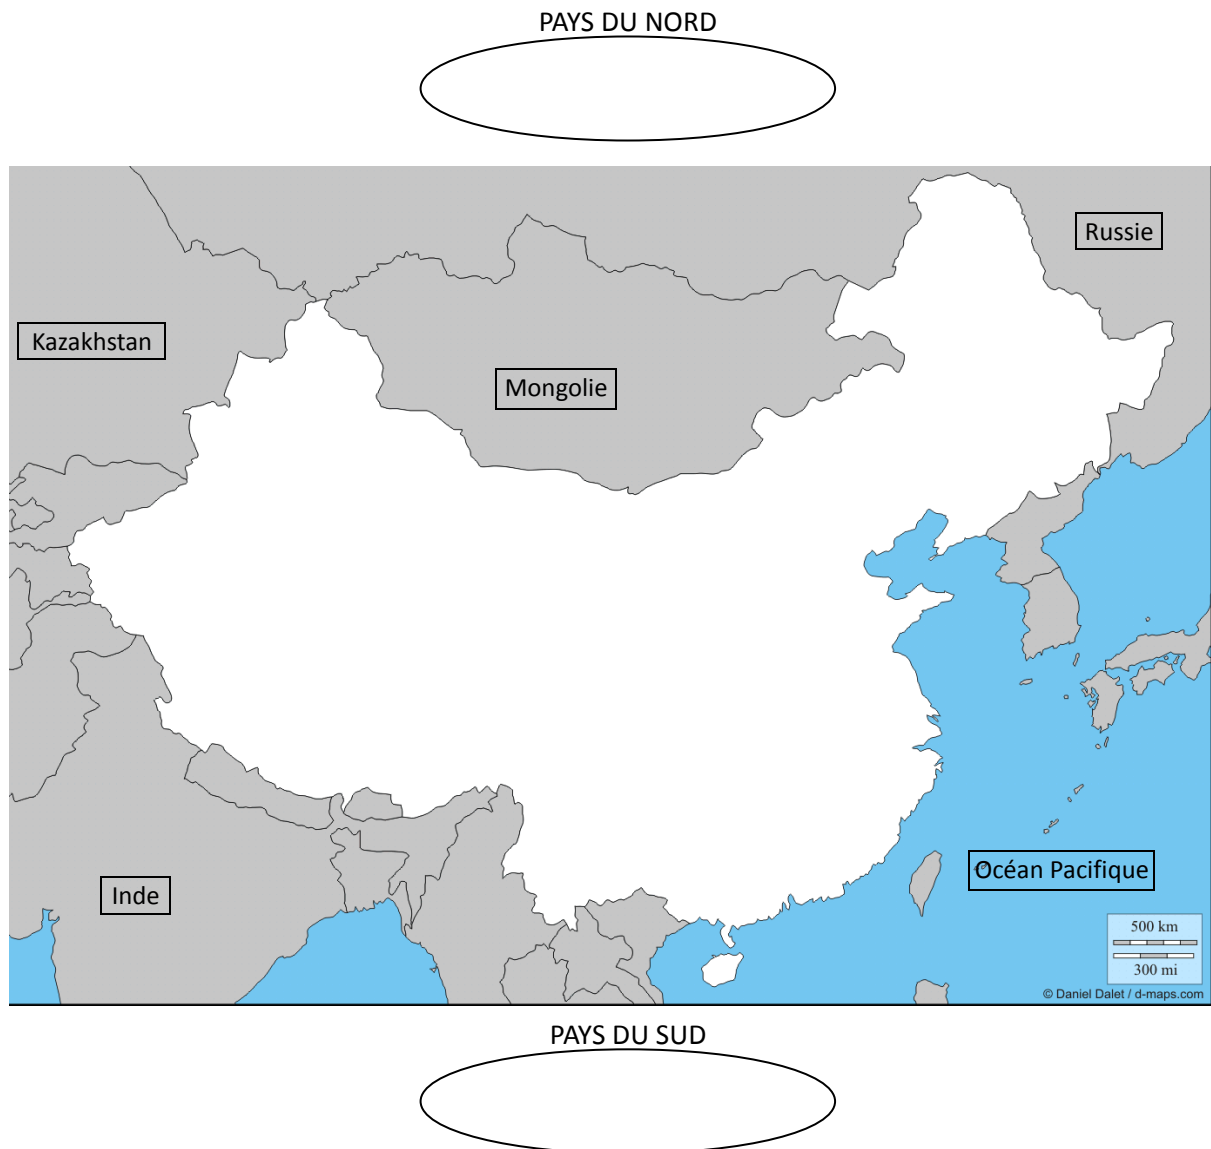 PAYS DU NORD
Russie
Kazakhstan
Mongolie
Océan Pacifique
Inde
500 km
300 mi
© Daniel Dalet / d-maps.com
PAYS DU SUD